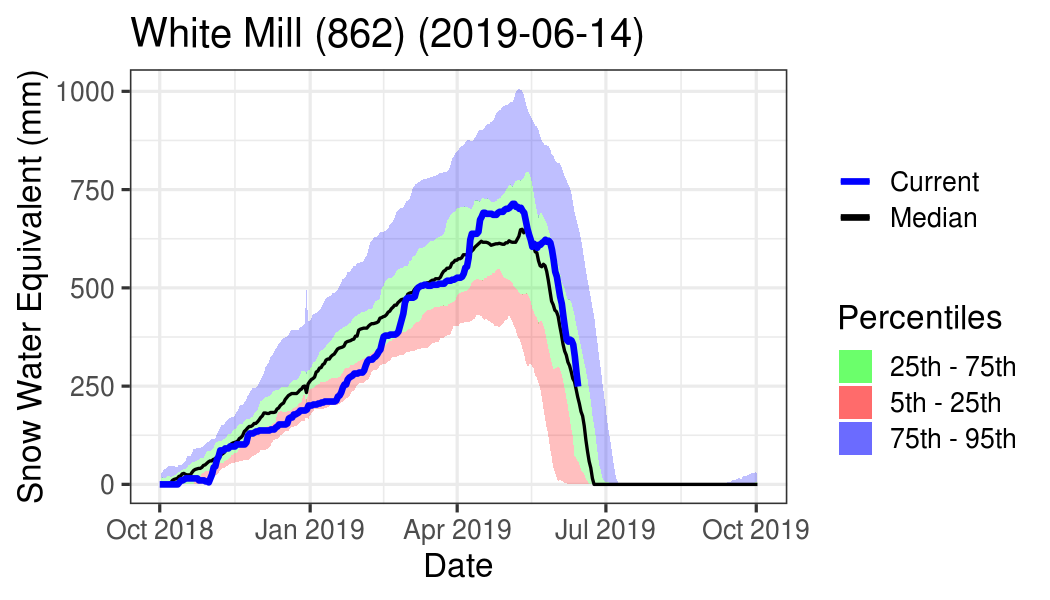 White Mill (862) (2019-06-14)
Snow Water Equivalent (mm)
1000
750
500
250
0
Oct 2018
Jan 2019
Apr 2019
Jul 2019
Oct 2019
Date
Current
Median
Percentiles
25th - 75th
5th - 25th
75th - 95th